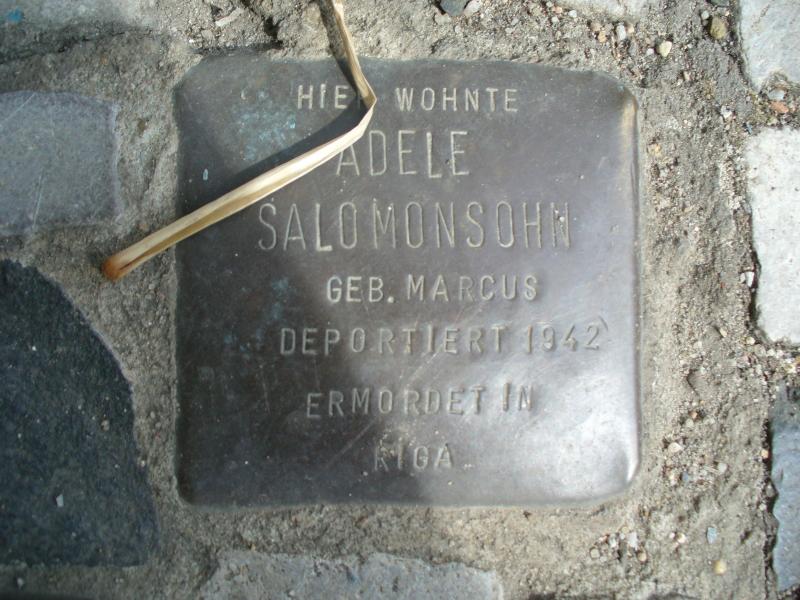 HIER WOHNTE
ADELE
SALOMONSOHN
GEB. MARCUS
DEPORTIERT 1942
ERMORDET IN
RIGA